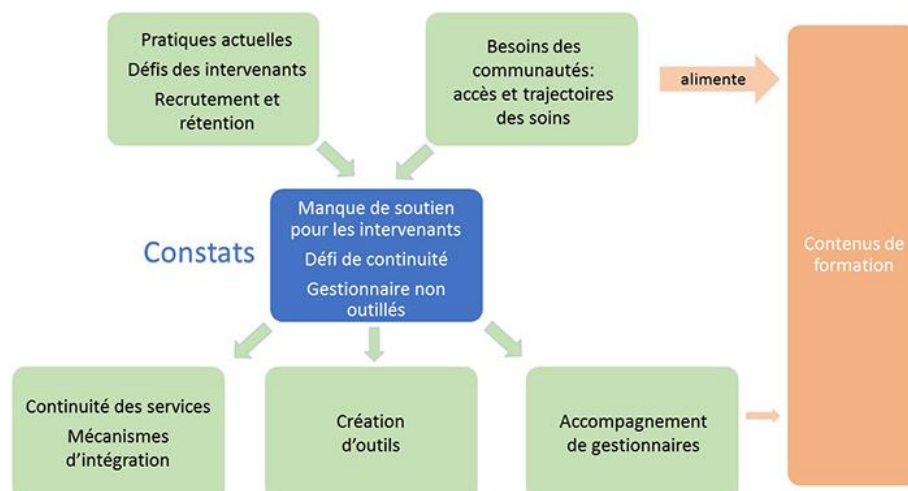 Pratiques actuelles
Défis des intervenants
Recrutement et
rétention
Besoins des
communautés:
accès et trajectoires
des soins
alimente
Contenus de
formation
Constats
Manque de soutien
pour les intervenants
Défi de continuité
Gestionnaire non
outillés
Continuité des services
Mécanismes
d'intégration
Création
d'outils
Accompagnement
de gestionnaires